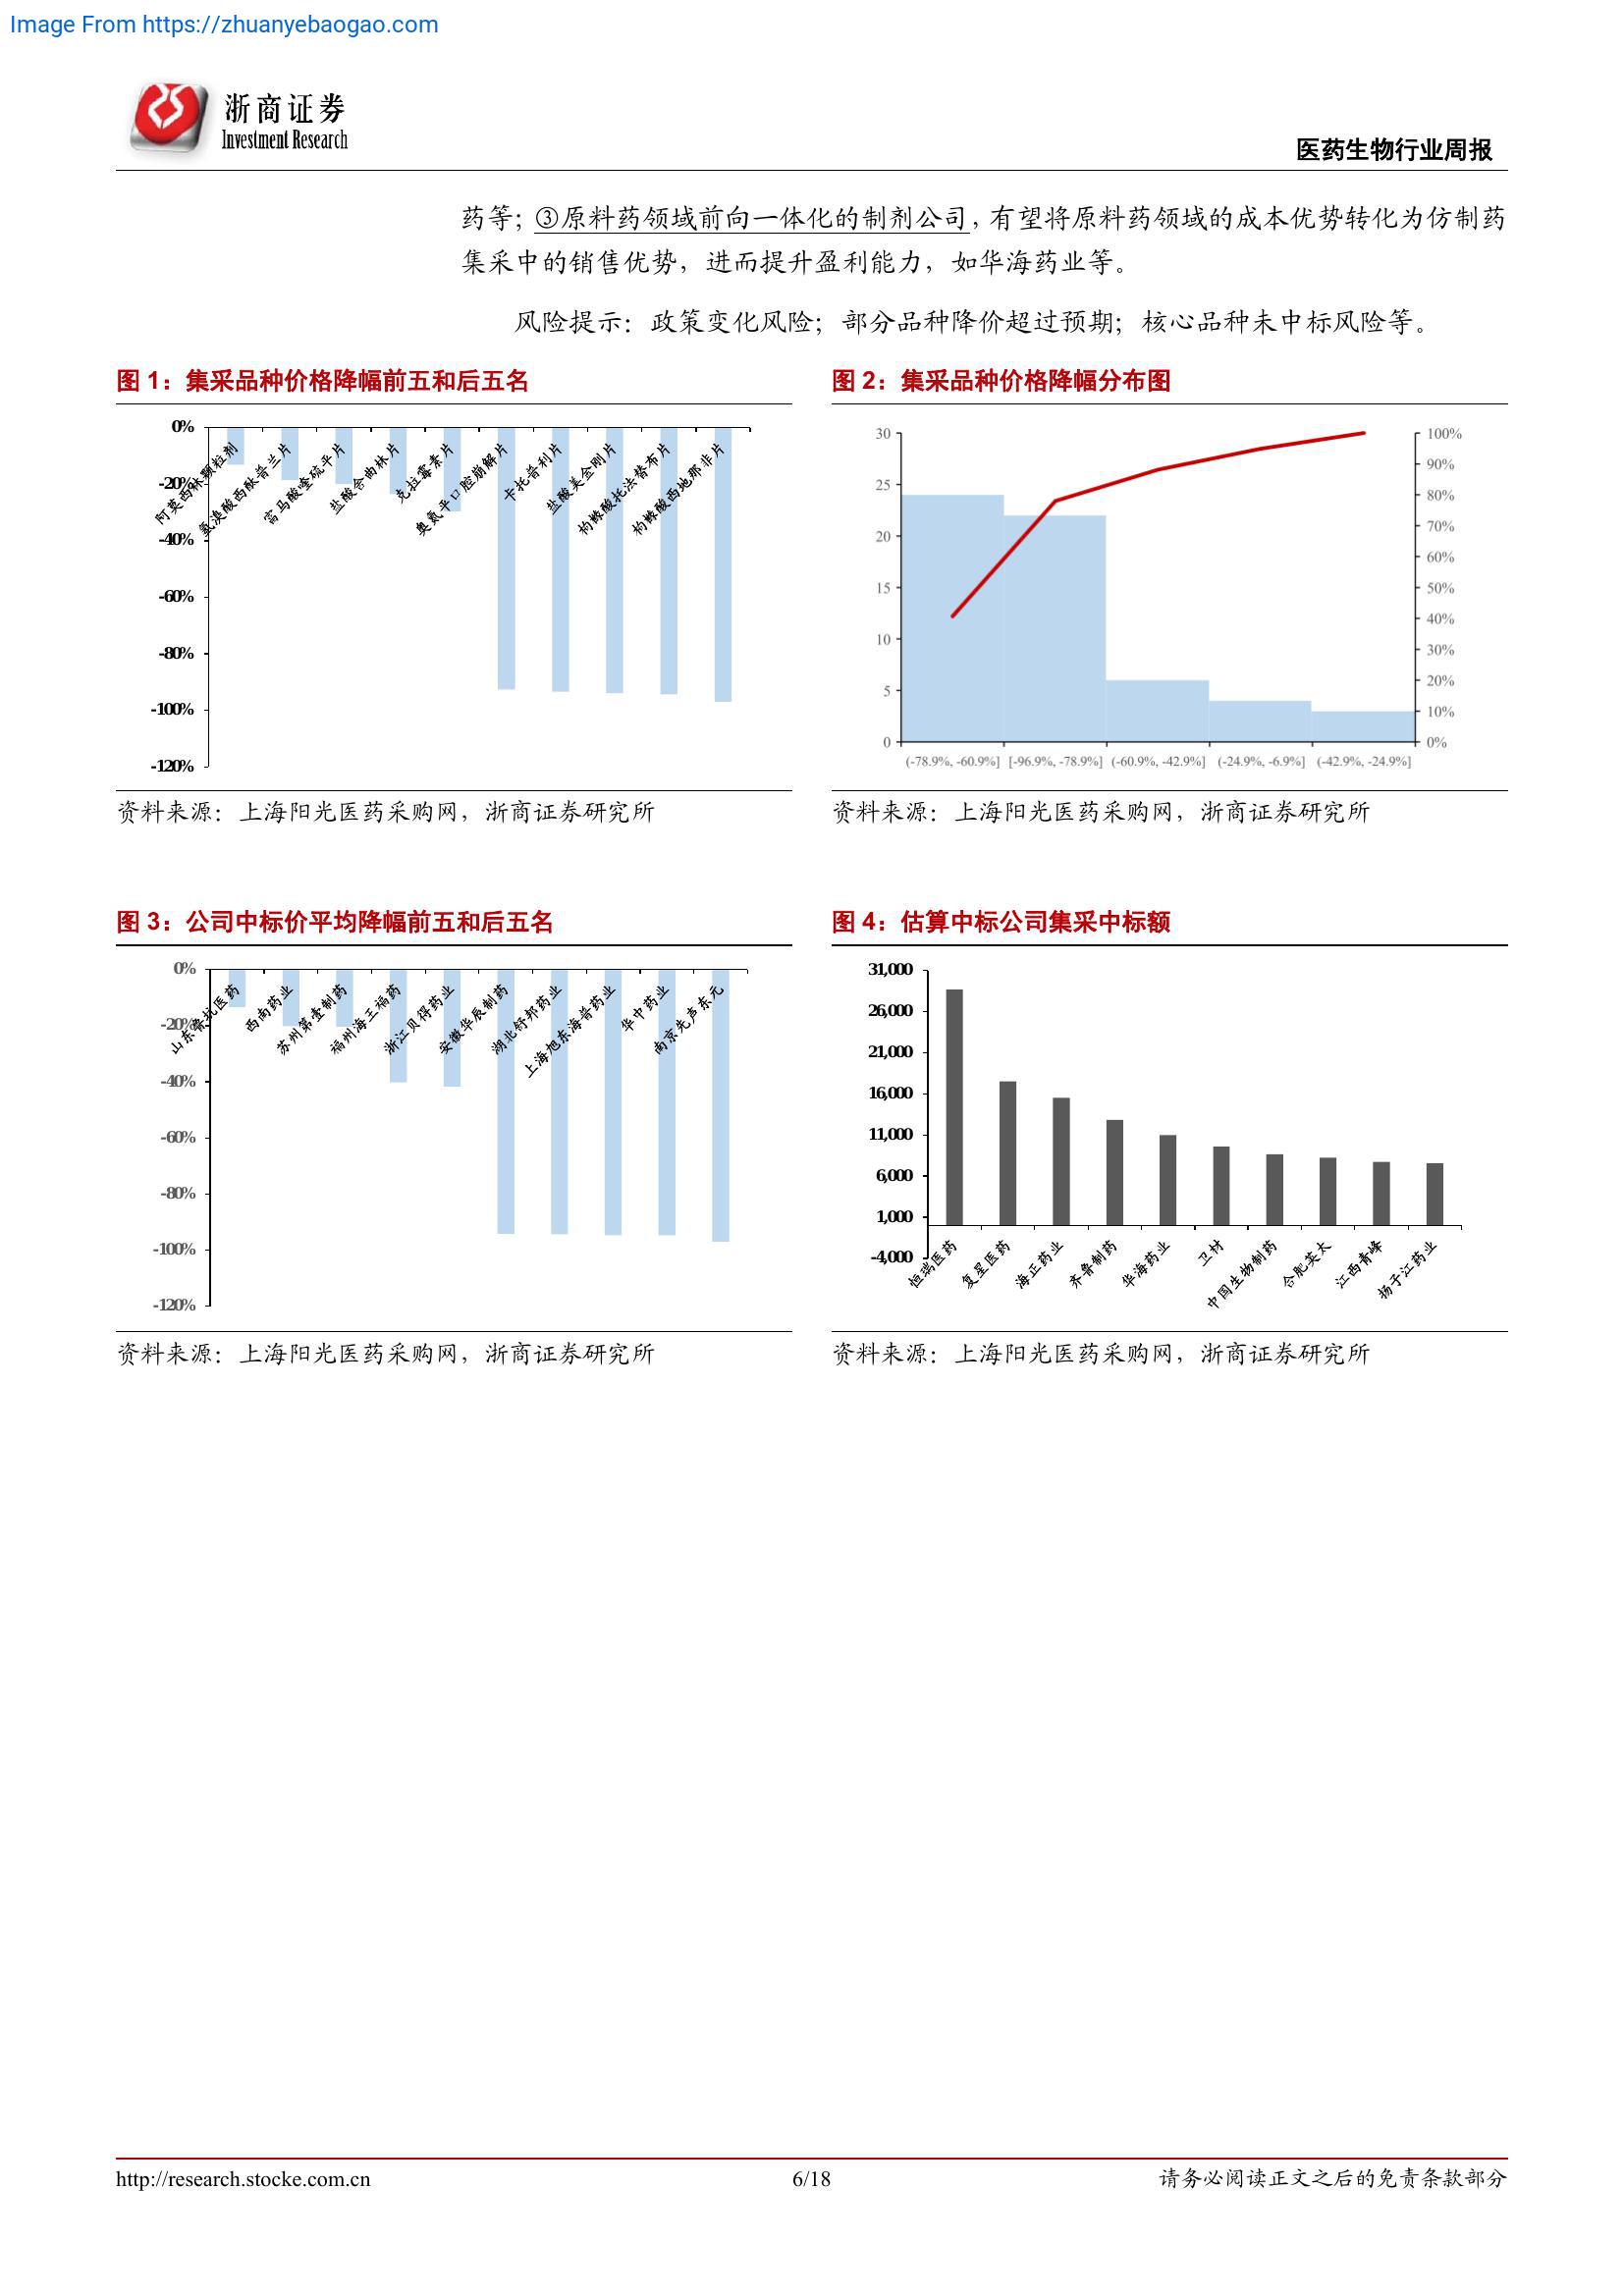 Image From https://zhuanyebaogao.com
浙商证券
Investment Research
医药生物行业周报
药等；③原料药领域前向一体化的制剂公司，有望将原料药领域的成本优势转化为仿制药
集采中的销售优势，进而提升盈利能力，如华海药业等。
风险提示：政策变化风险；部分品种降价超过预期；核心品种未中标风险等。
图 1：集采品种价格降幅前五和后五名
0%
-20%
-40%
-60%
-80%
-100%
-120%
阿莫西林颗粒剂
氢溴酸西酞普兰片
富马酸喹硫平片
盐酸舍曲林片
克拉霉素片
奥氮平口腔崩解片
卡托普利片
盐酸美金刚片
枸橼酸托法替布片
枸橼酸西地那非片
资料来源：上海阳光医药采购网，浙商证券研究所
图 2：集采品种价格降幅分布图
30
25
20
15
10
5
0
100%
90%
80%
70%
60%
50%
40%
30%
20%
10%
0%
(-78.9%, -60.9%] [-96.9%, -78.9%] (-60.9%, -42.9%] (-24.9%, -6.9%] (-42.9%, -24.9%]
资料来源：上海阳光医药采购网，浙商证券研究所
图 3：公司中标价平均降幅前五和后五名
0%
-20%
-40%
-60%
-80%
-100%
-120%
山东鲁抗医药
西南药业
苏州第壹制药
福州海王福药
浙江贝得药业
安徽华辰制药
湖北舒邦药业
上海旭东海普药业
华中药业
南京先声东元
资料来源：上海阳光医药采购网，浙商证券研究所
图 4：估算中标公司集采中标额
31,000
26,000
21,000
16,000
11,000
6,000
1,000
-4,000
恒瑞医药
复星医药
海正药业
齐鲁制药
华海药业
卫材
中国生物制药
合肥英太
江西青峰
扬子江药业
资料来源：上海阳光医药采购网，浙商证券研究所
http://research.stocke.com.cn
6/18
请务必阅读正文之后的免责条款部分